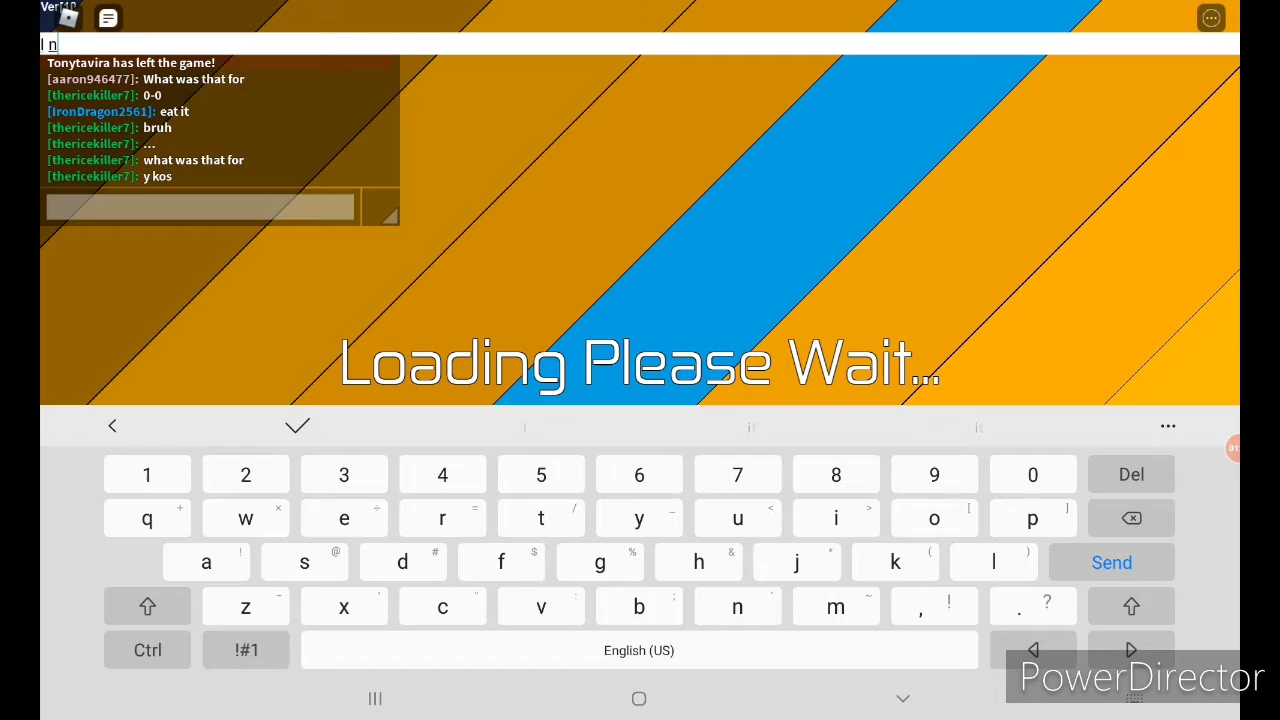 I n
Tonytavira has left the game!
[aaron946477]: What was that for
[thericekiller7]: 0-0
[IronDragon2561]: eat it
[thericekiller7]: bruh
[thericekiller7]: ...
[thericekiller7]: what was that for
[thericekiller7]: y kos
Loading Please Wait...
1 2 3 4 5 6 7 8 9 0 Del
q + w × e ÷ r = t / y _ u < i > o [ p ]
a ! s @ d # f $ g % h & j * k ( l ) Send
z - x ' c " v : b ; n ` m ~ , ! . ?
Ctrl !#1 English (US)
PowerDirector